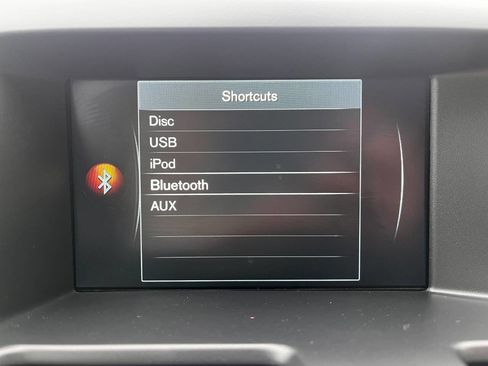 Shortcuts
Disc
USB
iPod
Bluetooth
AUX